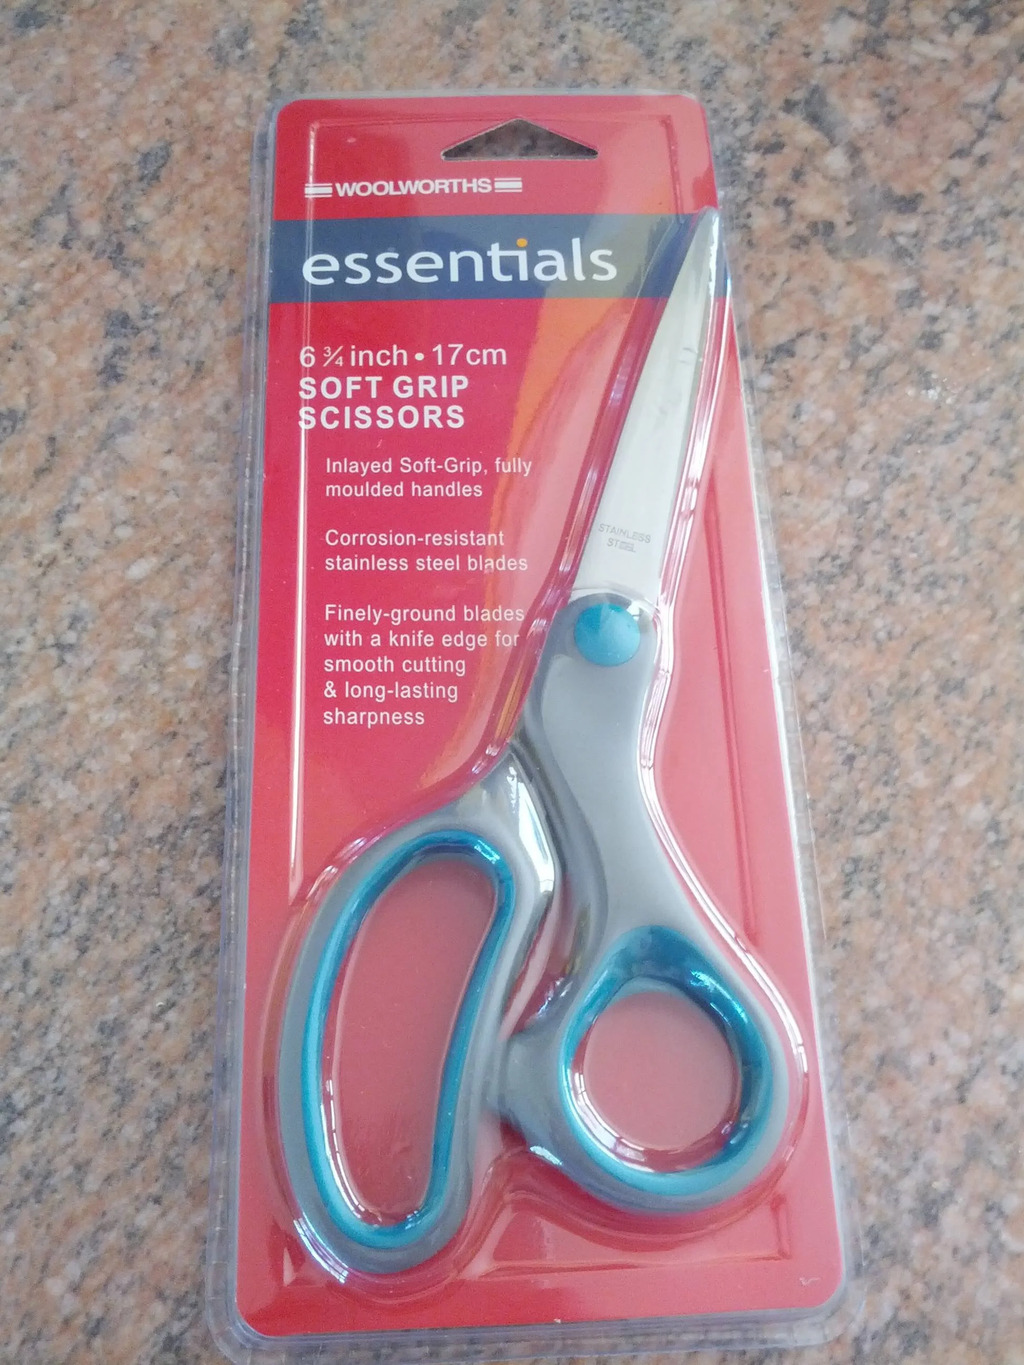 WOOLWORTHS
essentials
6 ¾ inch • 17cm
SOFT GRIP
SCISSORS
Inlayed Soft-Grip, fully
moulded handles
Corrosion-resistant
stainless steel blades
Finely-ground blades
with a knife edge for
smooth cutting
& long-lasting
sharpness
STAINLESS
STEEL